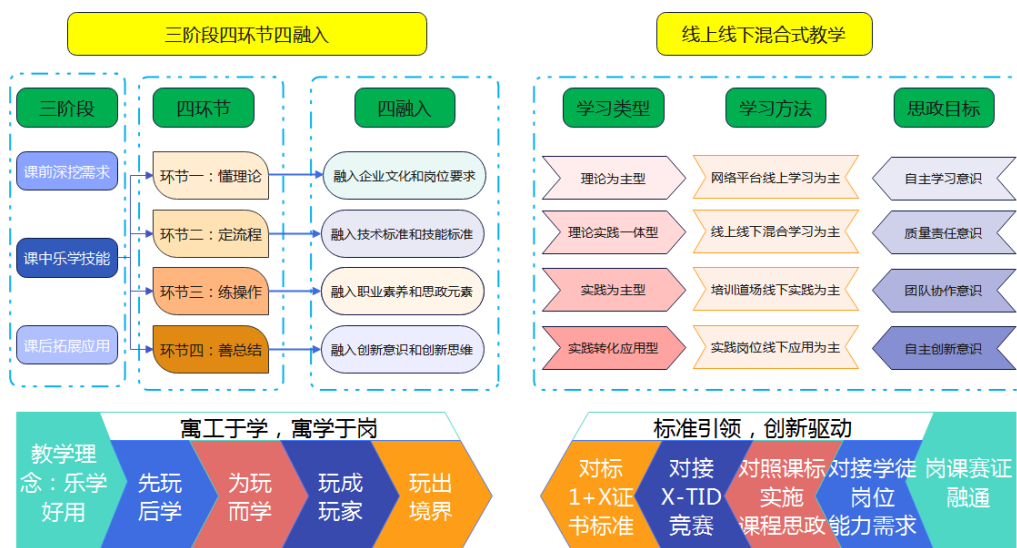 三阶段四环节四融入
线上线下混合式教学
三阶段
四环节
四融入
学习类型
学习方法
思政目标
课前深挖需求
课中乐学技能
课后拓展应用
环节一：懂理论
环节二：定流程
环节三：练操作
环节四：善总结
融入企业文化和岗位要求
融入技术标准和技能标准
融入职业素养和思政元素
融入创新意识和创新思维
理论为主型
网络平台线上学习为主
自主学习意识
理论实践一体型
线上线下混合学习为主
质量责任意识
实践为主型
培训道场线下实践为主
团队协作意识
实践转化应用型
实践岗位线下应用为主
自主创新意识
寓工于学，寓学于岗
教学理
念：乐学
好用
先玩
后学
为玩
而学
玩成
玩家
玩出
境界
标准引领，创新驱动
对标
1+X证
书标准
对接
X-TID
竞赛
对照课标
实施
课程思政
对接学徒
岗位
能力需求
岗课赛证
融通